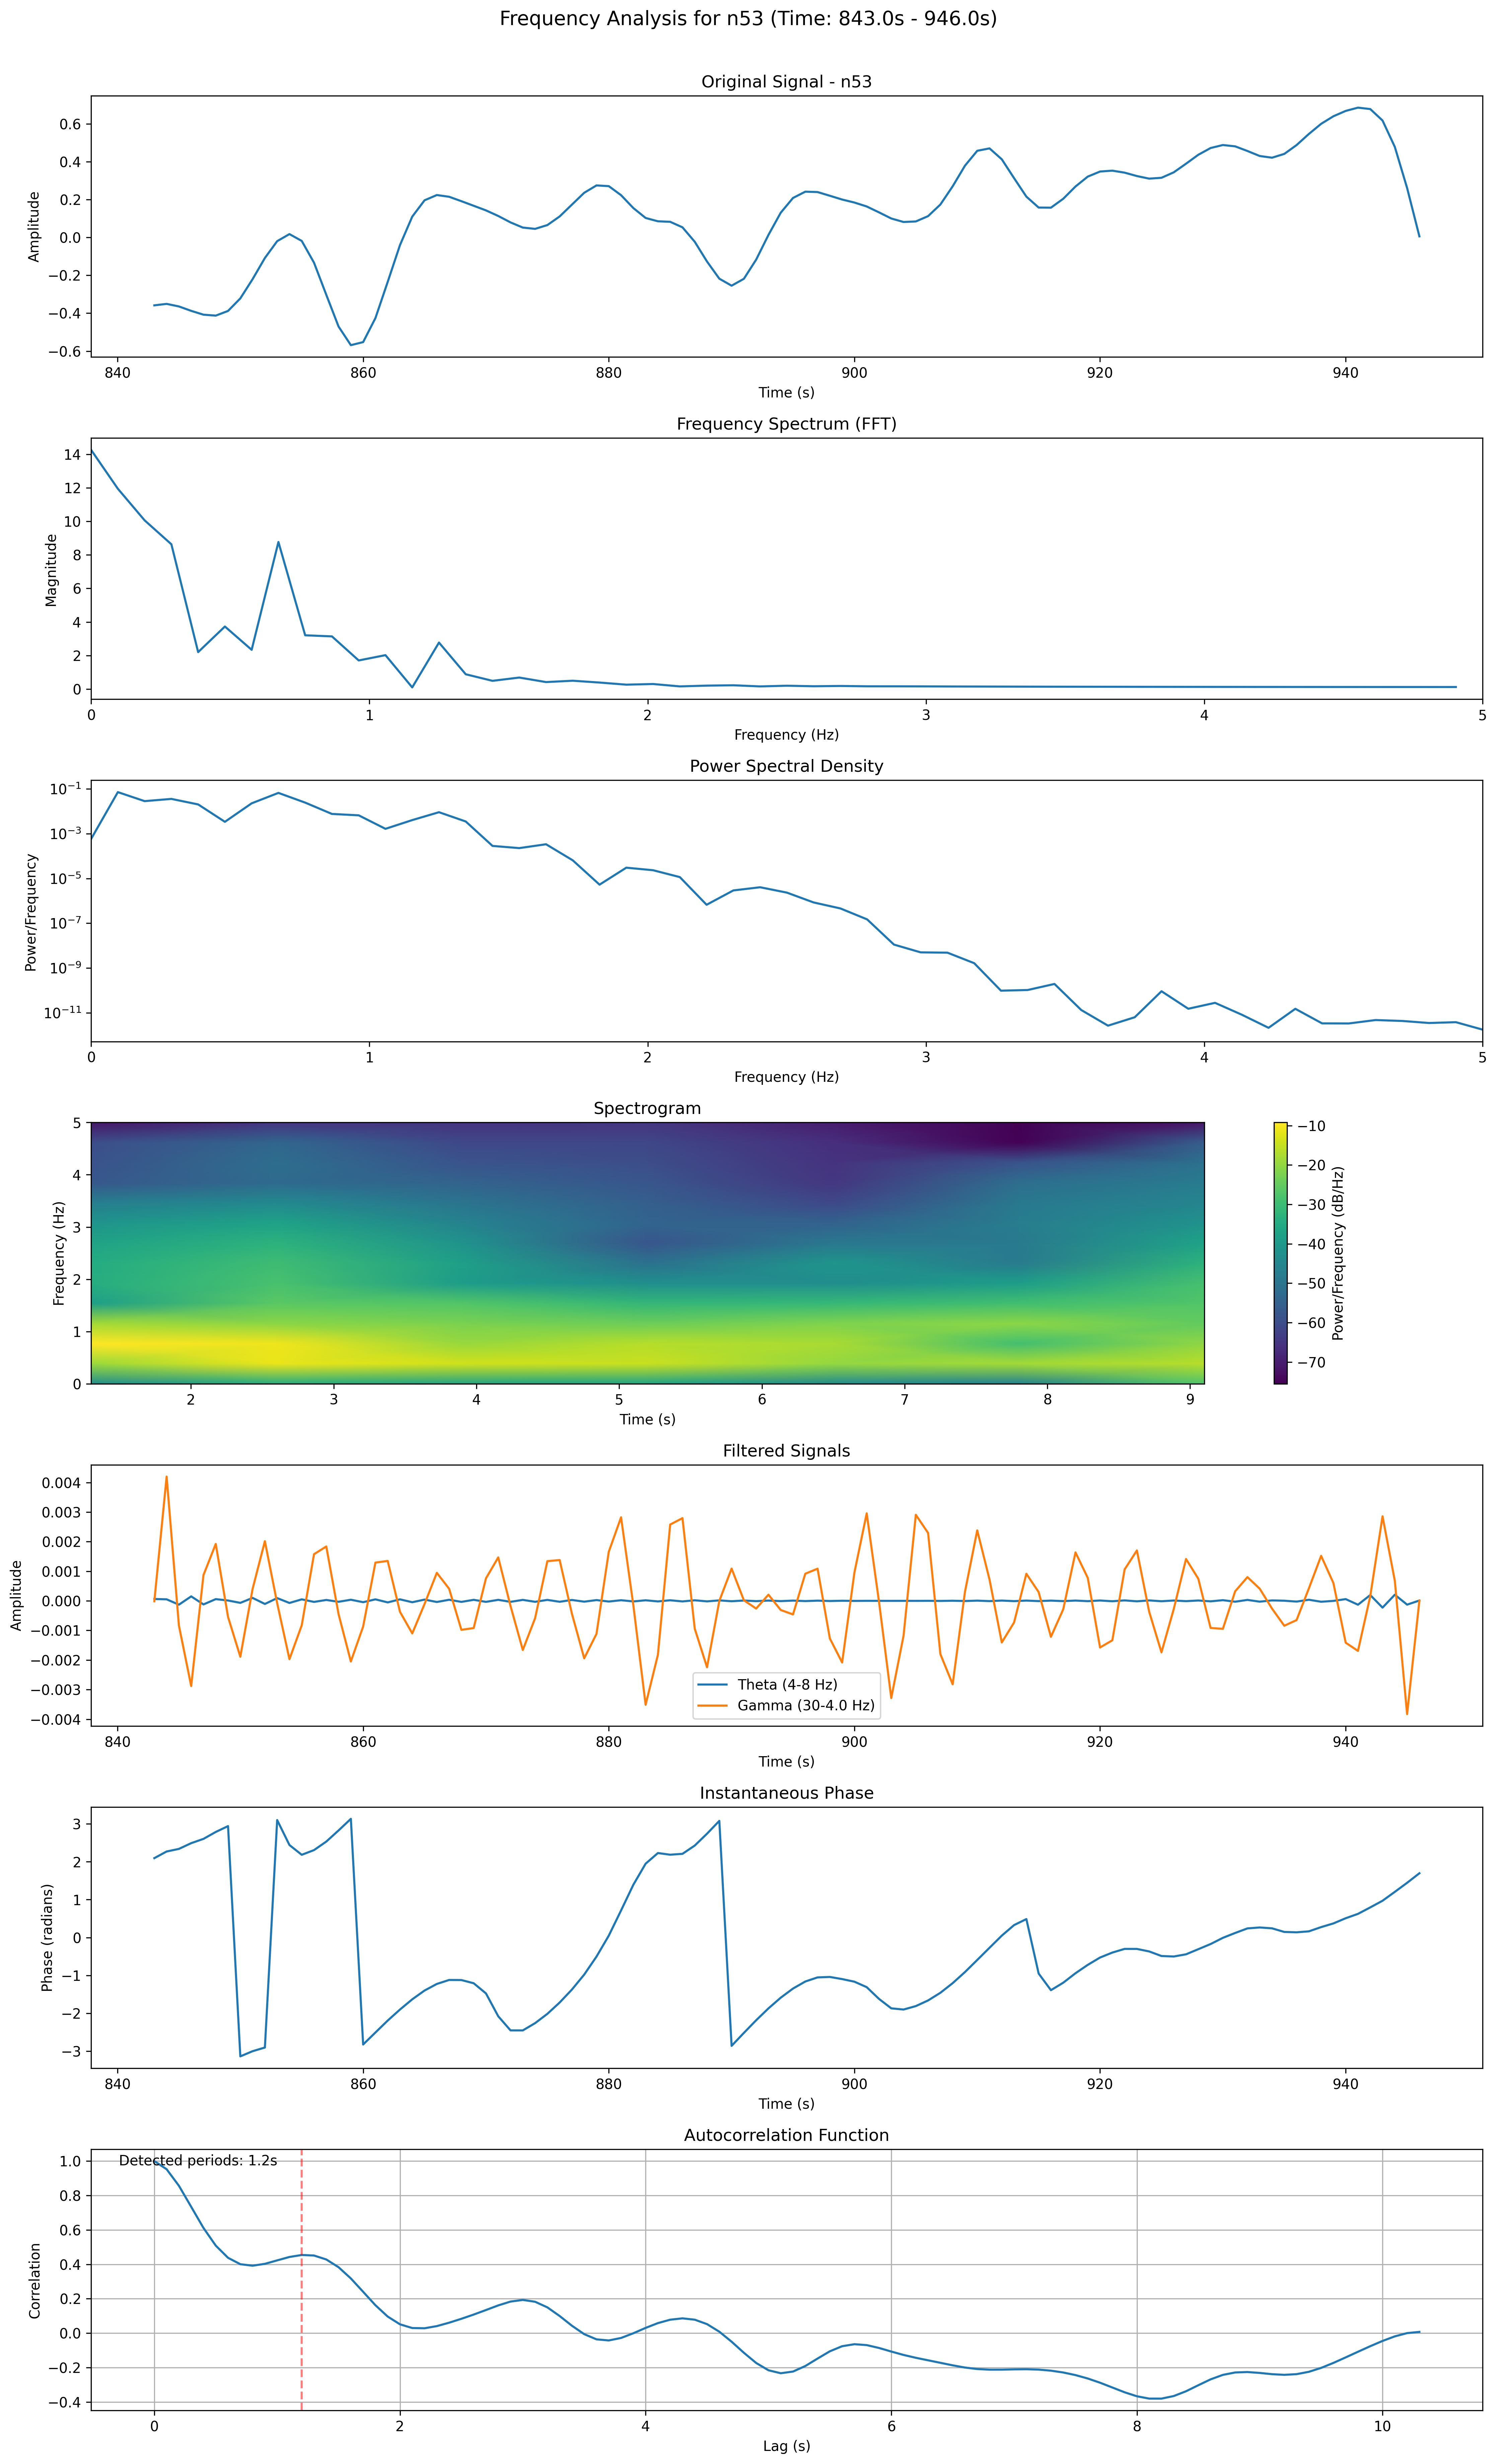 Frequency Analysis for n53 (Time: 843.0s - 946.0s)
Original Signal - n53
Amplitude
0.6
0.4
0.2
0.0
−0.2
−0.4
−0.6
840 860 880 900 920 940
Time (s)
Frequency Spectrum (FFT)
Magnitude
14
12
10
8
6
4
2
0
0 1 2 3 4 5
Frequency (Hz)
Power Spectral Density
Power/Frequency
10⁻¹
10⁻³
10⁻⁵
10⁻⁷
10⁻⁹
10⁻¹¹
0 1 2 3 4 5
Frequency (Hz)
Spectrogram
Frequency (Hz)
5
4
3
2
1
0
2 3 4 5 6 7 8 9
Time (s)
−10
−20
−30
−40
−50
−60
−70
Power/Frequency (dB/Hz)
Filtered Signals
Amplitude
0.004
0.003
0.002
0.001
0.000
−0.001
−0.002
−0.003
−0.004
Theta (4-8 Hz)
Gamma (30-4.0 Hz)
840 860 880 900 920 940
Time (s)
Instantaneous Phase
Phase (radians)
3
2
1
0
−1
−2
−3
840 860 880 900 920 940
Time (s)
Autocorrelation Function
Detected periods: 1.2s
Correlation
1.0
0.8
0.6
0.4
0.2
0.0
−0.2
−0.4
0 2 4 6 8 10
Lag (s)